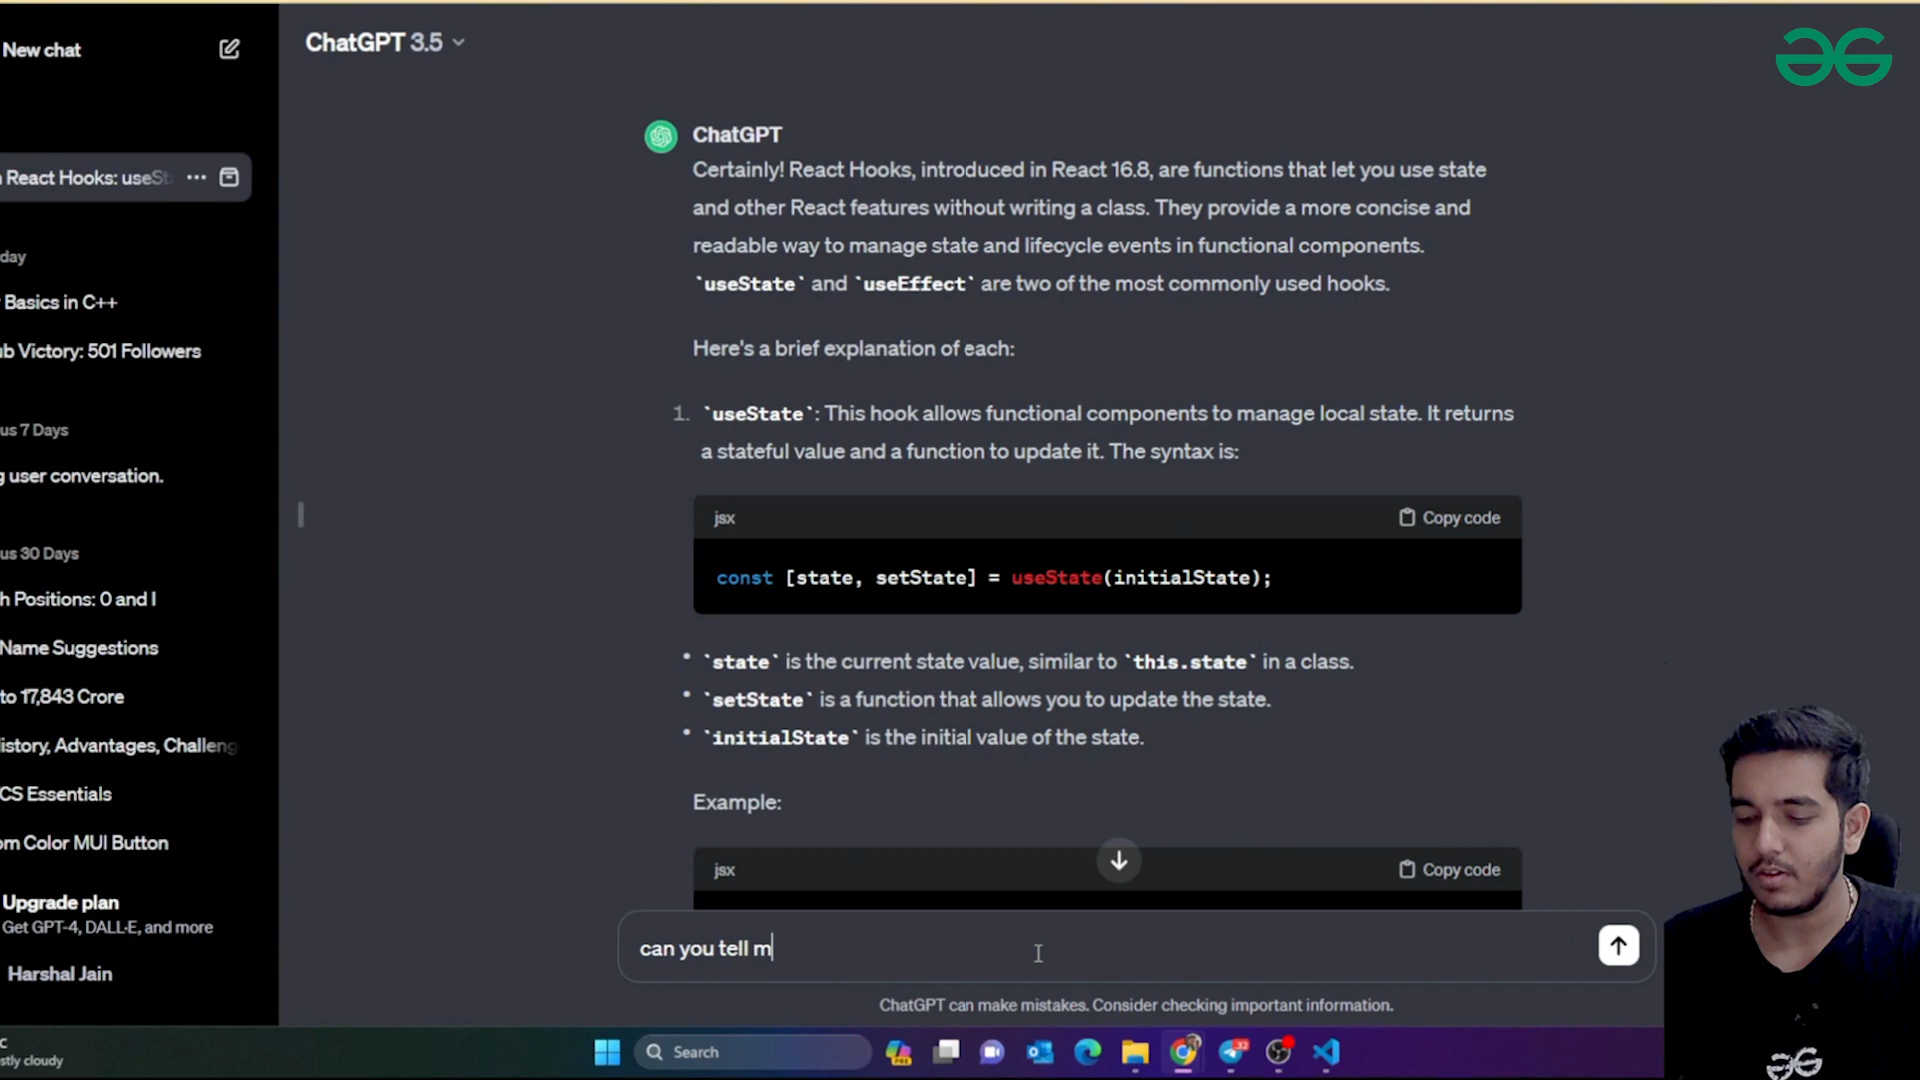 New chat
React Hooks: useSt
day
Basics in C++
b Victory: 501 Followers
us 7 Days
g user conversation.
us 30 Days
h Positions: 0 and I
Name Suggestions
to 17,843 Crore
History, Advantages, Challeng
CS Essentials
om Color MUI Button
Upgrade plan
Get GPT-4, DALL·E, and more
Harshal Jain
ChatGPT 3.5
ChatGPT
Certainly! React Hooks, introduced in React 16.8, are functions that let you use state
and other React features without writing a class. They provide a more concise and
readable way to manage state and lifecycle events in functional components.
`useState` and `useEffect` are two of the most commonly used hooks.
Here's a brief explanation of each:
1. `useState`: This hook allows functional components to manage local state. It returns
a stateful value and a function to update it. The syntax is:
jsx Copy code
const [state, setState] = useState(initialState);
• `state` is the current state value, similar to `this.state` in a class.
• `setState` is a function that allows you to update the state.
• `initialState` is the initial value of the state.
Example:
jsx Copy code
can you tell m
ChatGPT can make mistakes. Consider checking important information.
C
stly cloudy
Search